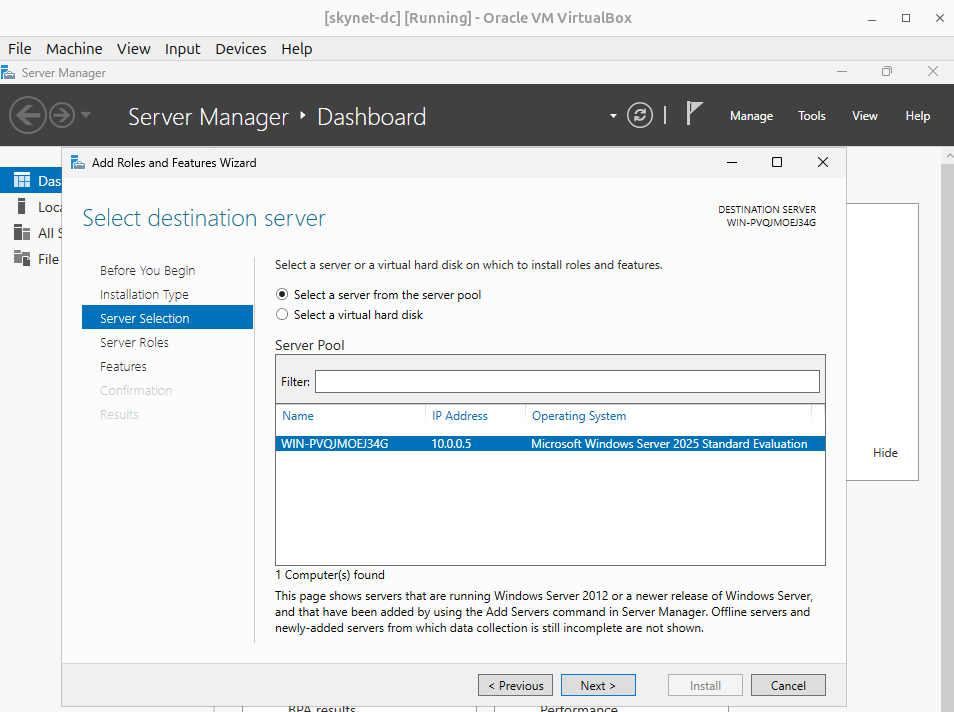 [skynet-dc] [Running] - Oracle VM VirtualBox
File Machine View Input Devices Help
Server Manager
Server Manager Dashboard
Manage Tools View Help
Add Roles and Features Wizard
Select destination server
DESTINATION SERVER
WIN-PVQJMOEJ34G
Before You Begin
Installation Type
Server Selection
Server Roles
Features
Confirmation
Results
Select a server or a virtual hard disk on which to install roles and features.
Select a server from the server pool
Select a virtual hard disk
Server Pool
Filter:
Name IP Address Operating System
WIN-PVQJMOEJ34G 10.0.0.5 Microsoft Windows Server 2025 Standard Evaluation
1 Computer(s) found
This page shows servers that are running Windows Server 2012 or a newer release of Windows Server,
and that have been added by using the Add Servers command in Server Manager. Offline servers and
newly-added servers from which data collection is still incomplete are not shown.
< Previous Next > Install Cancel
Das
Loca
All S
File
Hide
BPA results
Performance